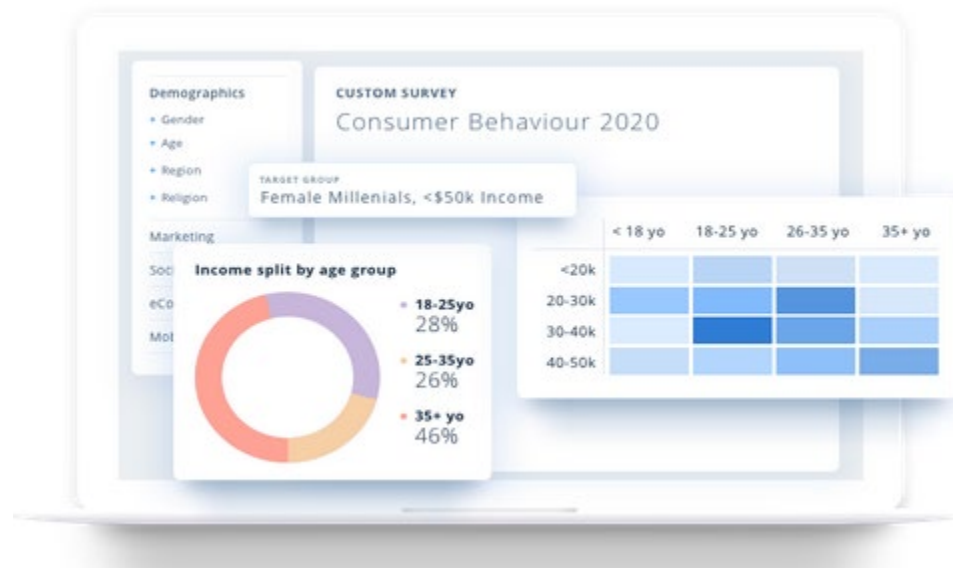 Demographics
Gender
Age
Region
Religion
Marketing
CUSTOM SURVEY
Consumer Behaviour 2020
TARGET GROUP
Female Millenials, <$50k Income
Income split by age group
18-25yo
28%
25-35yo
26%
35+ yo
46%
< 18 yo 18-25 yo 26-35 yo 35+ yo
<20k
20-30k
30-40k
40-50k